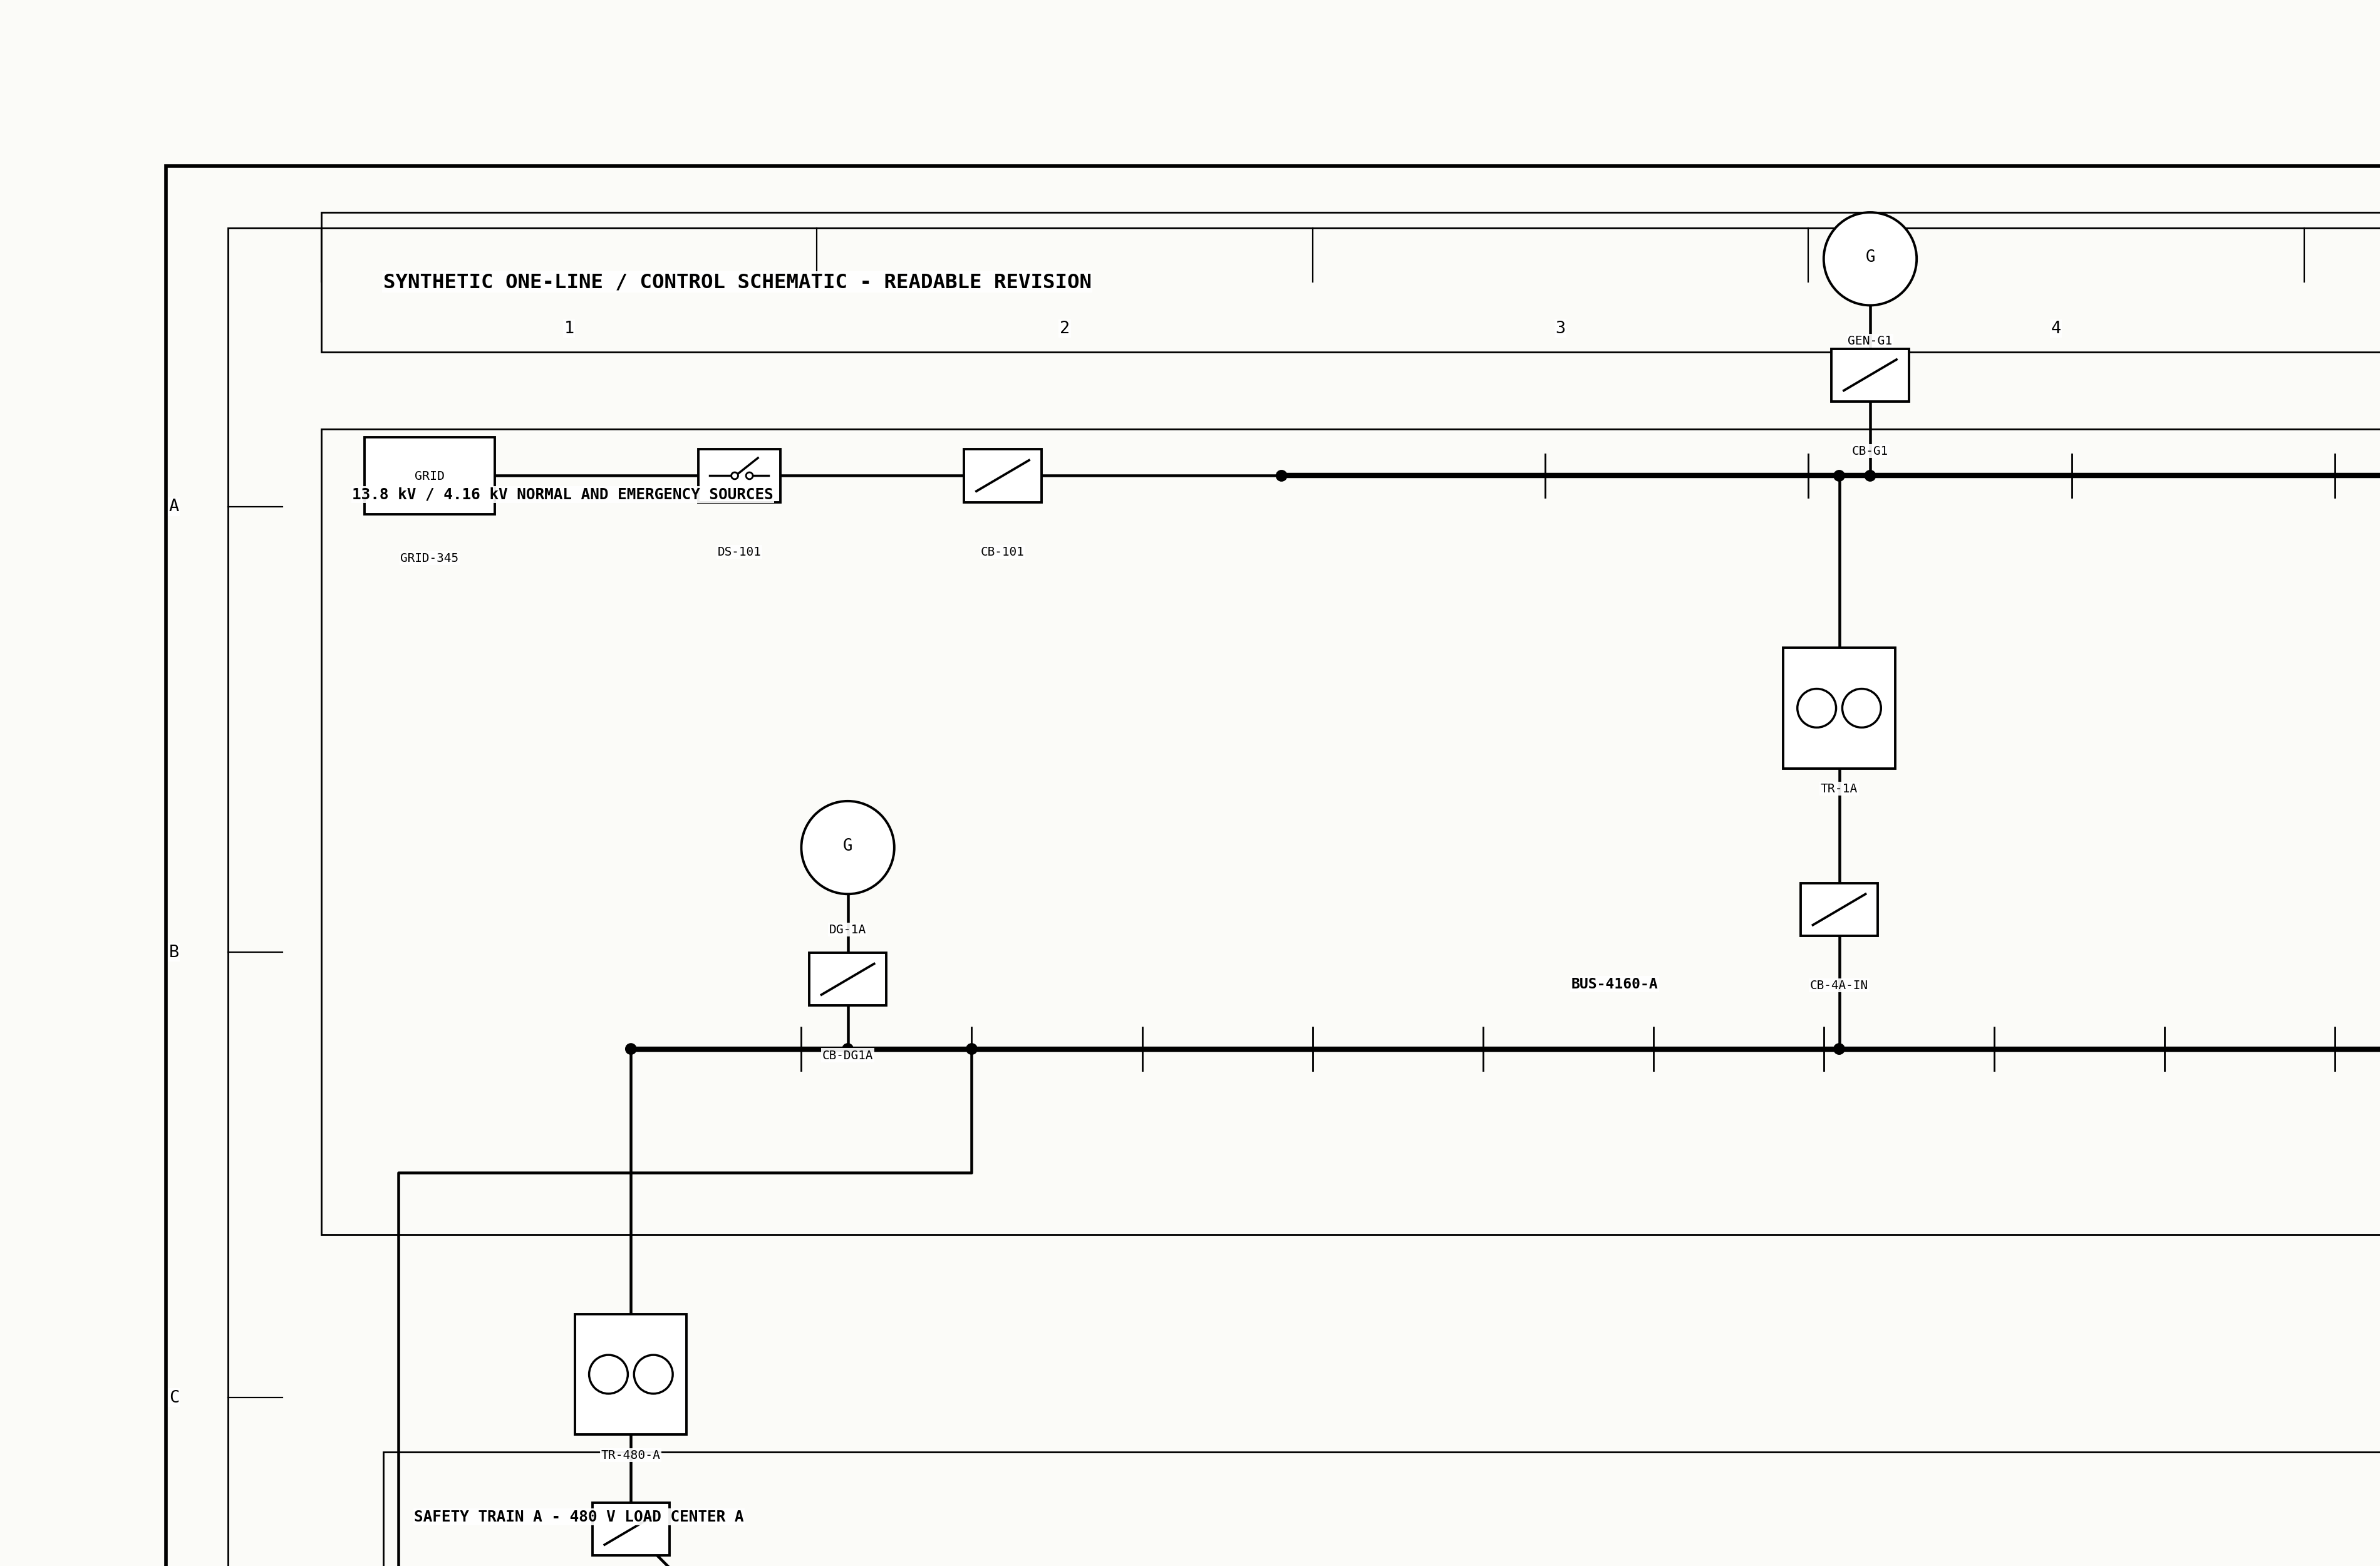 G
SYNTHETIC ONE-LINE / CONTROL SCHEMATIC - READABLE REVISION
1 2 3 4
GEN-G1
CB-G1
GRID
13.8 kV / 4.16 kV NORMAL AND EMERGENCY SOURCES
A
GRID-345 DS-101 CB-101
TR-1A
G
DG-1A
B
BUS-4160-A CB-4A-IN
CB-DG1A
C
TR-480-A
SAFETY TRAIN A - 480 V LOAD CENTER A